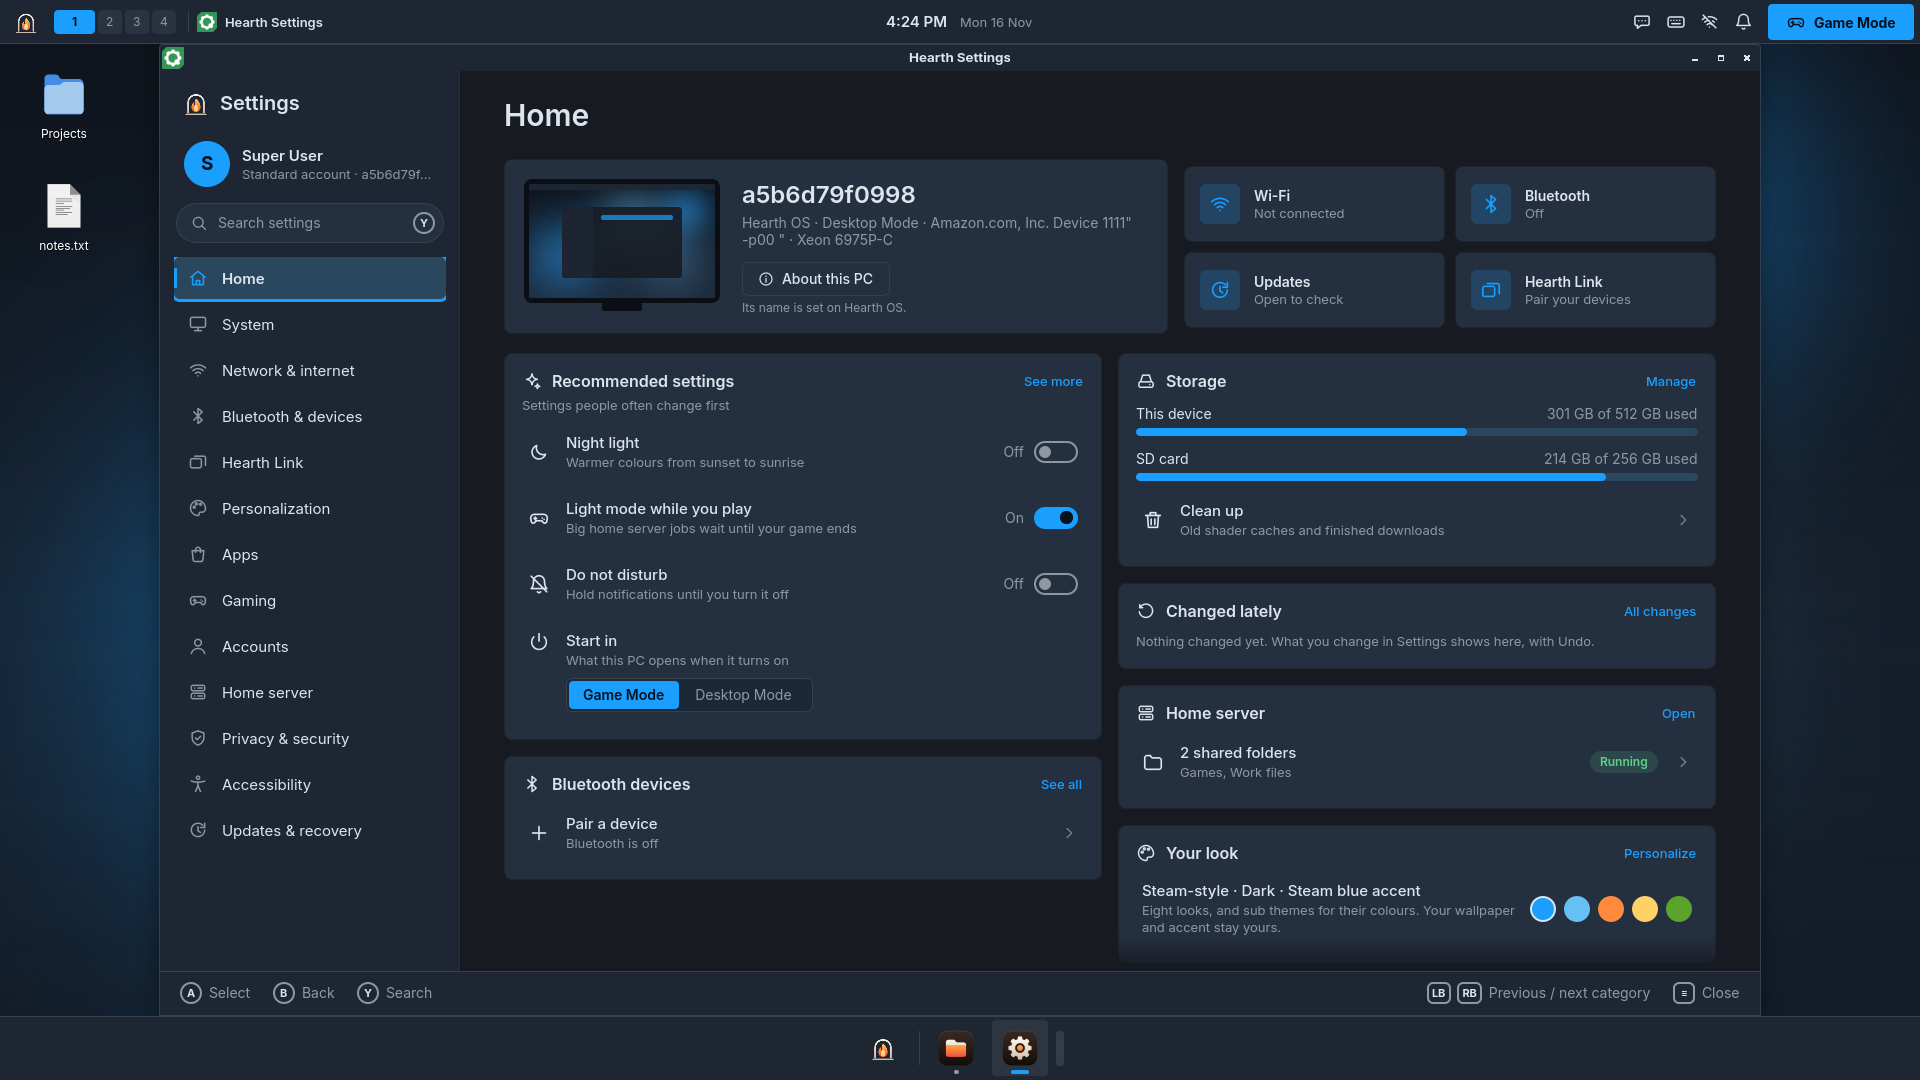 1 2 3 4 Hearth Settings
4:24 PM Mon 16 Nov
Game Mode
Hearth Settings
Projects
notes.txt
Settings
S
Super User
Standard account · a5b6d79f...
Search settings Y
Home
System
Network & internet
Bluetooth & devices
Hearth Link
Personalization
Apps
Gaming
Accounts
Home server
Privacy & security
Accessibility
Updates & recovery
Home
a5b6d79f0998
Hearth OS · Desktop Mode · Amazon.com, Inc. Device 1111"
-p00 " · Xeon 6975P-C
About this PC
Its name is set on Hearth OS.
Wi-Fi
Not connected
Bluetooth
Off
Updates
Open to check
Hearth Link
Pair your devices
Recommended settings See more
Settings people often change first
Night light
Warmer colours from sunset to sunrise
Off
Light mode while you play
Big home server jobs wait until your game ends
On
Do not disturb
Hold notifications until you turn it off
Off
Start in
What this PC opens when it turns on
Game Mode Desktop Mode
Bluetooth devices See all
Pair a device
Bluetooth is off
Storage Manage
This device 301 GB of 512 GB used
SD card 214 GB of 256 GB used
Clean up
Old shader caches and finished downloads
Changed lately All changes
Nothing changed yet. What you change in Settings shows here, with Undo.
Home server Open
2 shared folders
Games, Work files
Running
Your look Personalize
Steam-style · Dark · Steam blue accent
Eight looks, and sub themes for their colours. Your wallpaper
and accent stay yours.
A Select B Back Y Search
LB RB Previous / next category Close